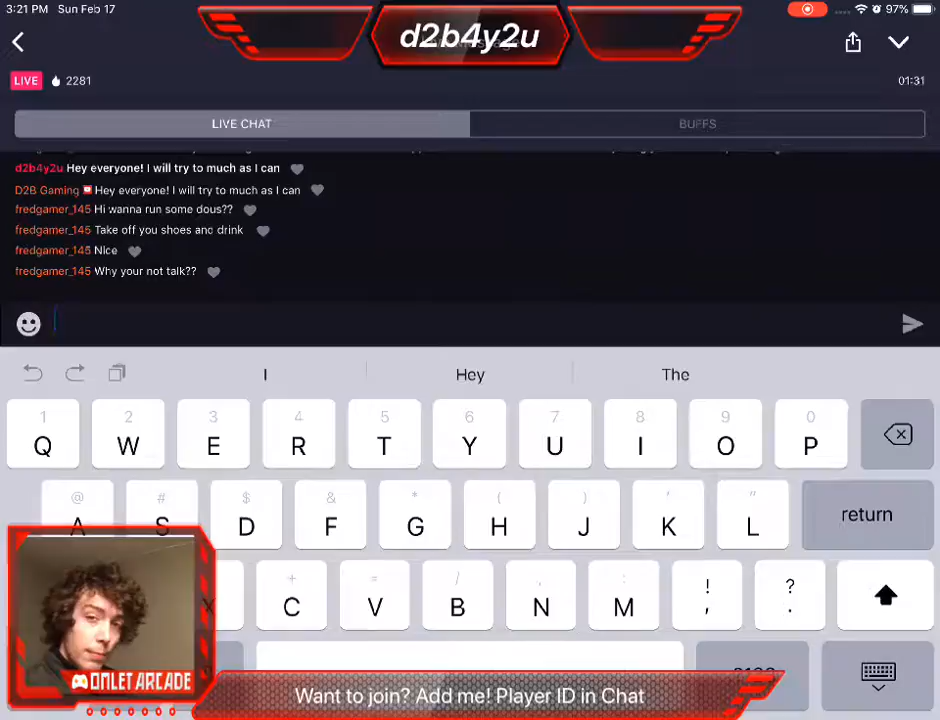 3:21 PM Sun Feb 17
97%
d2b4y2u
LIVE 2281
01:31
LIVE CHAT
BUFFS
d2b4y2u Hey everyone! I will try to much as I can
D2B Gaming Hey everyone! I will try to much as I can
fredgamer_145 Hi wanna run some dous??
fredgamer_145 Take off you shoes and drink
fredgamer_145 Nice
fredgamer_145 Why your not talk??
I Hey The
1 2 3 4 5 6 7 8 9 0
Q W E R T Y U I O P
@ # $ & * ( ) ' "
A S D F G H J K L return
+ = / ! ?
X C V B N M , .
OMLET ARCADE
Want to join? Add me! Player ID in Chat